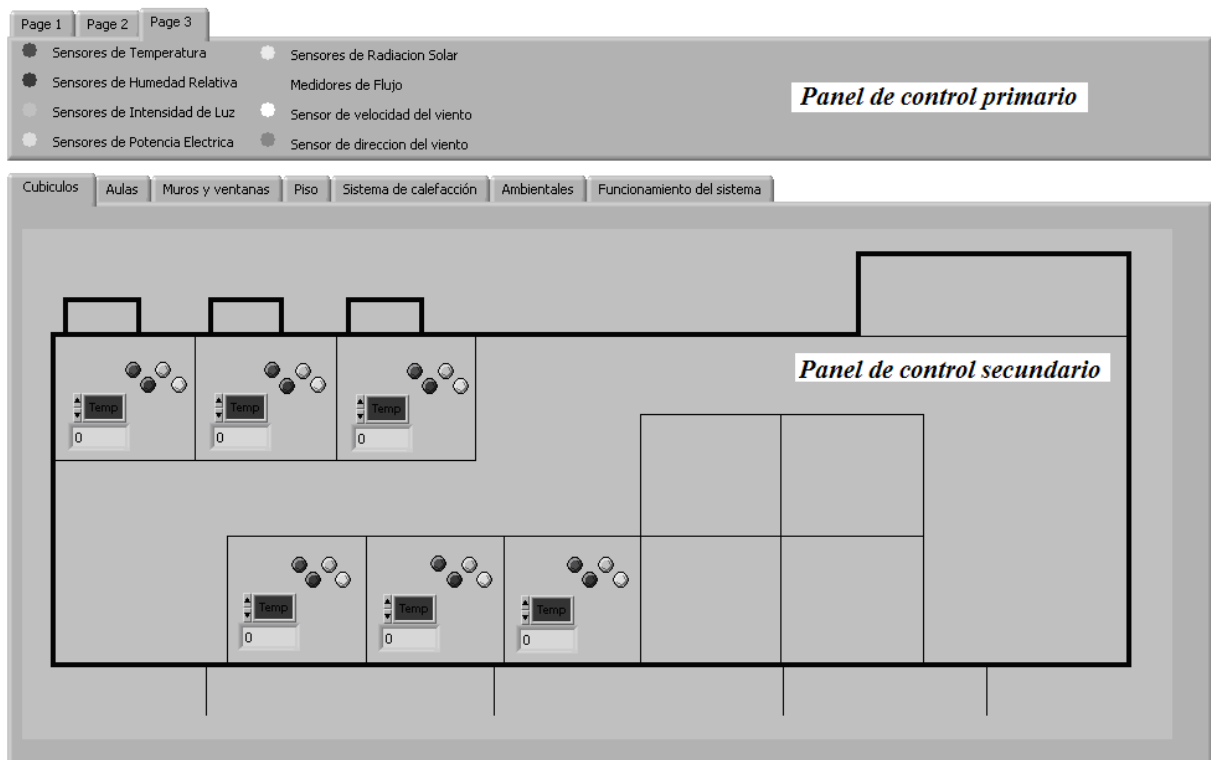 Page 1 Page 2 Page 3
Sensores de Temperatura
Sensores de Humedad Relativa
Sensores de Intensidad de Luz
Sensores de Potencia Electrica
Sensores de Radiacion Solar
Medidores de Flujo
Sensor de velocidad del viento
Sensor de direccion del viento
Panel de control primario
Cubiculos Aulas Muros y ventanas Piso Sistema de calefacción Ambientales Funcionamiento del sistema
Panel de control secundario
Temp Temp Temp
0 0 0
Temp Temp Temp
0 0 0